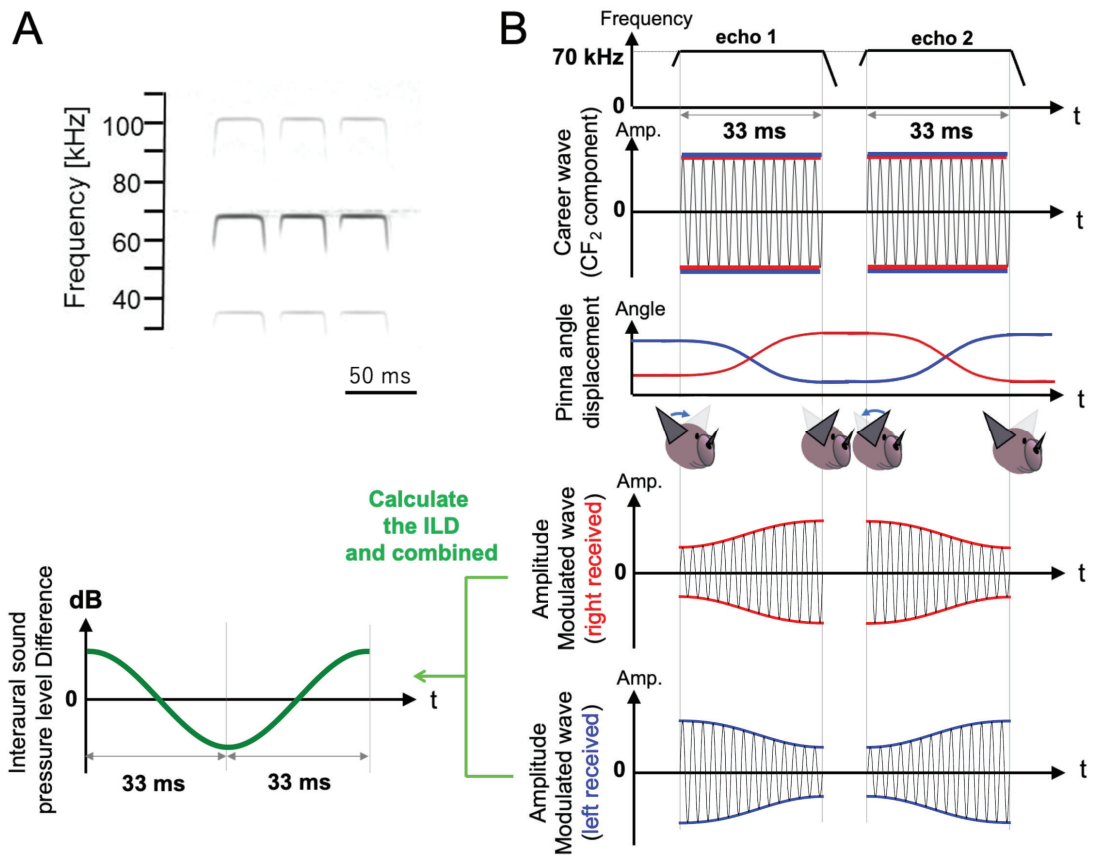 A
Frequency [kHz]
100
80
60
40
50 ms
B
Frequency
70 kHz
0
echo 1
echo 2
t
33 ms
33 ms
Career wave
(CF2 component)
Amp.
0
t
Pinna angle
displacement
Angle
t
Amplitude
Modulated wave
(right received)
Amp.
0
t
Amplitude
Modulated wave
(left received)
Amp.
0
t
Calculate
the ILD
and combined
Interaural sound
pressure level Difference
dB
0
t
33 ms
33 ms